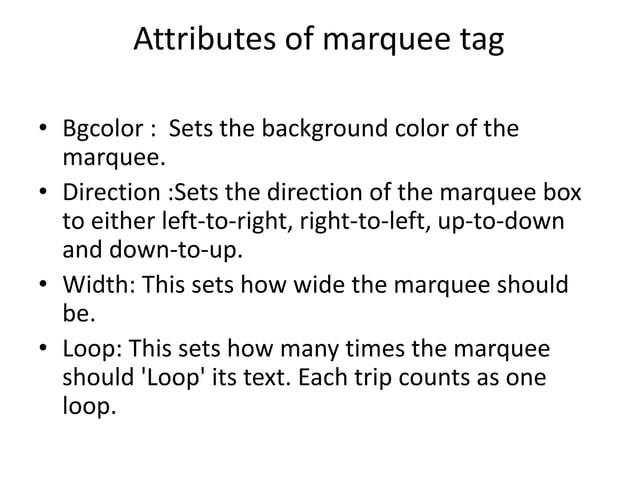 Attributes of marquee tag
• Bgcolor :  Sets the background color of the
marquee.
• Direction :Sets the direction of the marquee box
to either left-to-right, right-to-left, up-to-down
and down-to-up.
• Width: This sets how wide the marquee should
be.
• Loop: This sets how many times the marquee
should 'Loop' its text. Each trip counts as one
loop.